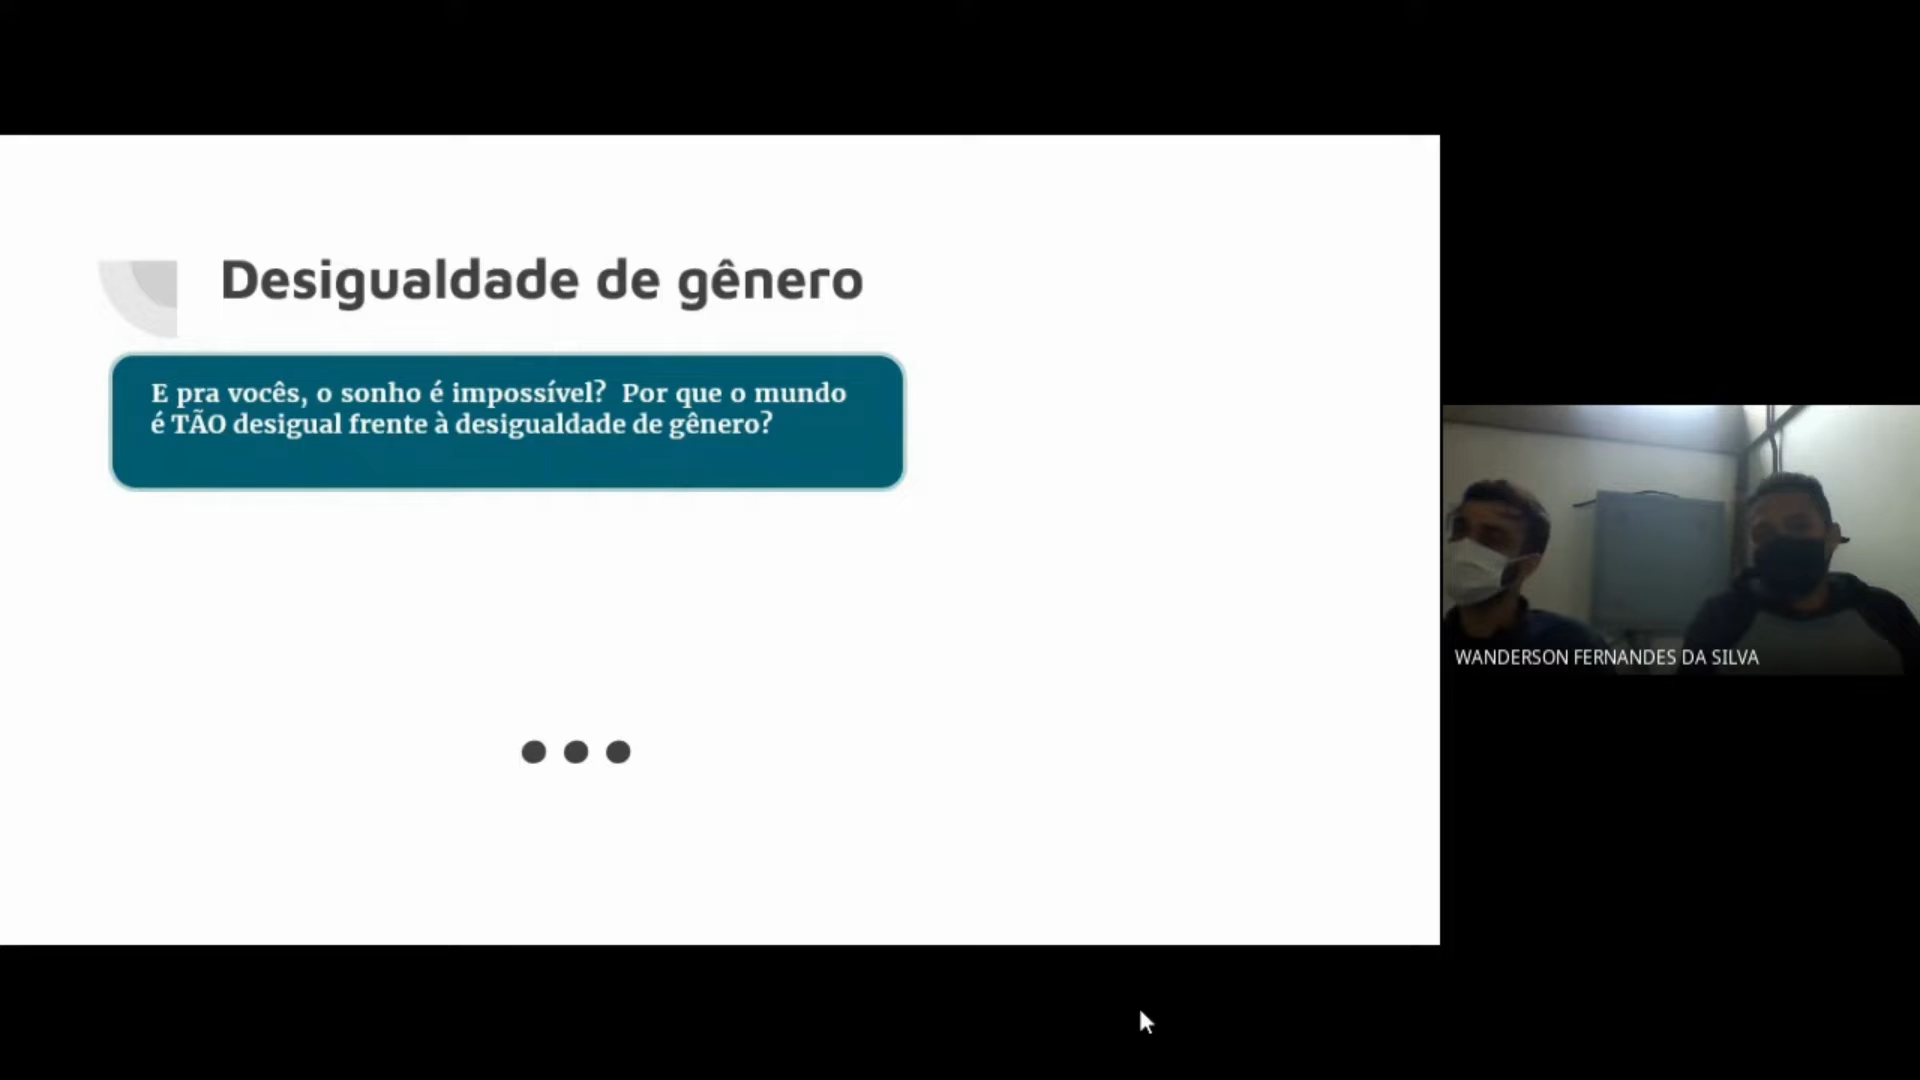 Desigualdade de gênero
E pra vocês, o sonho é impossível? Por que o mundo
é TÃO desigual frente à desigualdade de gênero?
WANDERSON FERNANDES DA SILVA